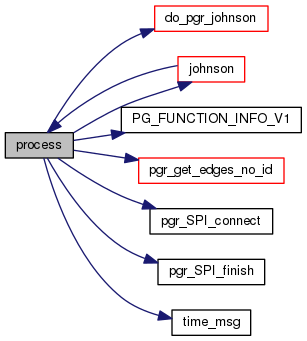 do_pgr_johnson
johnson
PG_FUNCTION_INFO_V1
process
pgr_get_edges_no_id
pgr_SPI_connect
pgr_SPI_finish
time_msg